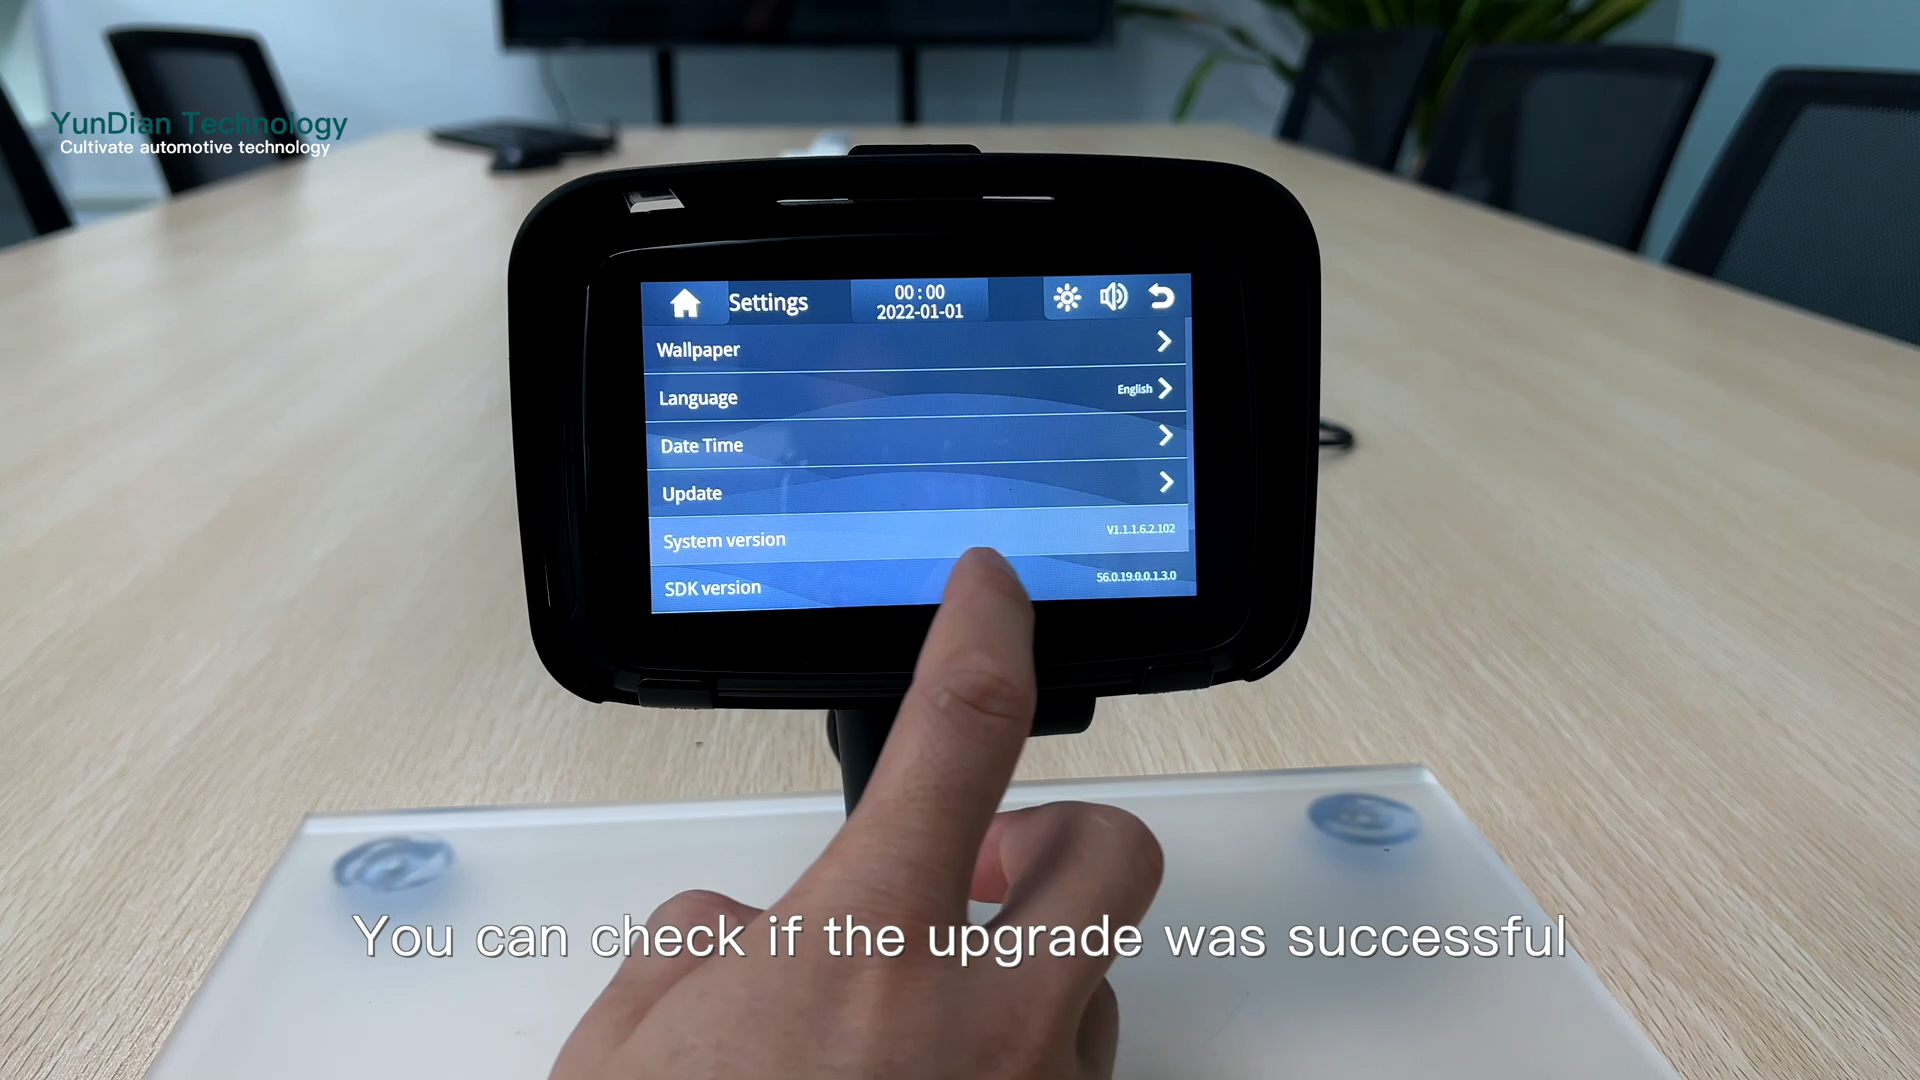 YunDian Technology
Cultivate automotive technology
Settings
00 : 00
2022-01-01
Wallpaper
Language English
Date Time
Update
System version V1.1.1.6.2.102
SDK version 56.0.19.0.0.1.3.0
You can check if the upgrade was successful